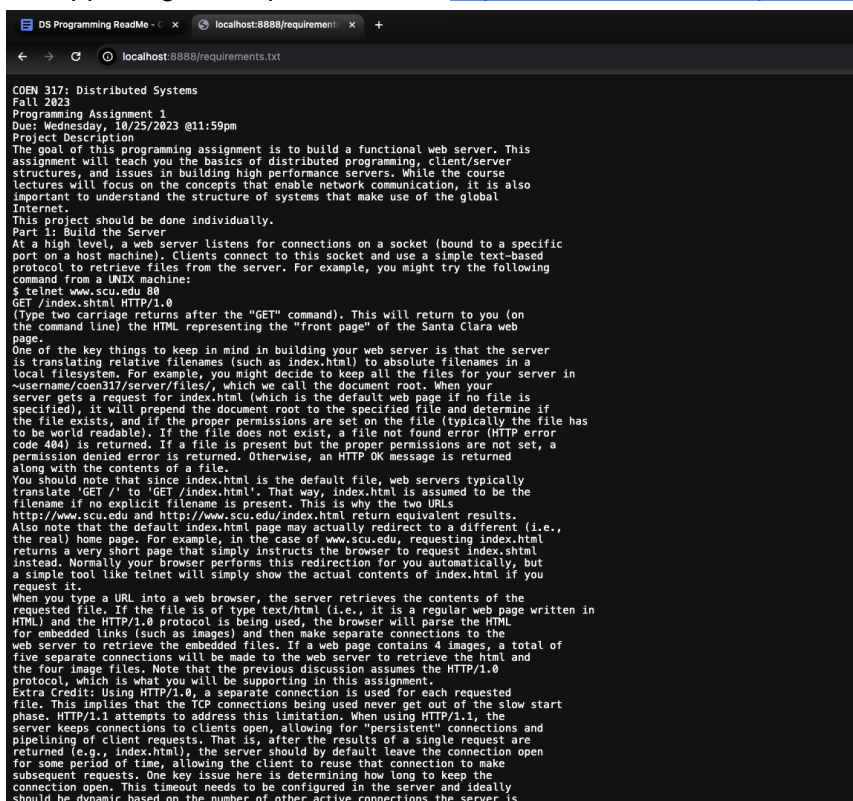 DS Programming ReadMe - G
localhost:8888/requirement
localhost:8888/requirements.txt
COEN 317: Distributed Systems
Fall 2023
Programming Assignment 1
Due: Wednesday, 10/25/2023 @11:59pm
Project Description
The goal of this programming assignment is to build a functional web server. This
assignment will teach you the basics of distributed programming, client/server
structures, and issues in building high performance servers. While the course
lectures will focus on the concepts that enable network communication, it is also
important to understand the structure of systems that make use of the global
Internet.
This project should be done individually.
Part 1: Build the Server
At a high level, a web server listens for connections on a socket (bound to a specific
port on a host machine). Clients connect to this socket and use a simple text-based
protocol to retrieve files from the server. For example, you might try the following
command from a UNIX machine:
$ telnet www.scu.edu 80
GET /index.shtml HTTP/1.0
(Type two carriage returns after the "GET" command). This will return to you (on
the command line) the HTML representing the "front page" of the Santa Clara web
page.
One of the key things to keep in mind in building your web server is that the server
is translating relative filenames (such as index.html) to absolute filenames in a
local filesystem. For example, you might decide to keep all the files for your server in
~username/coen317/server/files/, which we call the document root. When your
server gets a request for index.html (which is the default web page if no file is
specified), it will prepend the document root to the specified file and determine if
the file exists, and if the proper permissions are set on the file (typically the file has
to be world readable). If the file does not exist, a file not found error (HTTP error
code 404) is returned. If a file is present but the proper permissions are not set, a
permission denied error is returned. Otherwise, an HTTP OK message is returned
along with the contents of a file.
You should note that since index.html is the default file, web servers typically
translate 'GET /' to 'GET /index.html'. That way, index.html is assumed to be the
filename if no explicit filename is present. This is why the two URLs
http://www.scu.edu and http://www.scu.edu/index.html return equivalent results.
Also note that the default index.html page may actually redirect to a different (i.e.,
the real) home page. For example, in the case of www.scu.edu, requesting index.html
returns a very short page that simply instructs the browser to request index.shtml
instead. Normally your browser performs this redirection for you automatically, but
a simple tool like telnet will simply show the actual contents of index.html if you
request it.
When you type a URL into a web browser, the server retrieves the contents of the
requested file. If the file is of type text/html (i.e., it is a regular web page written in
HTML) and the HTTP/1.0 protocol is being used, the browser will parse the HTML
for embedded links (such as images) and then make separate connections to the
web server to retrieve the embedded files. If a web page contains 4 images, a total of
five separate connections will be made to the web server to retrieve the html and
the four image files. Note that the previous discussion assumes the HTTP/1.0
protocol, which is what you will be supporting in this assignment.
Extra Credit: Using HTTP/1.0, a separate connection is used for each requested
file. This implies that the TCP connections being used never get out of the slow start
phase. HTTP/1.1 attempts to address this limitation. When using HTTP/1.1, the
server keeps connections to clients open, allowing for "persistent" connections and
pipelining of client requests. That is, after the results of a single request are
returned (e.g., index.html), the server should by default leave the connection open
for some period of time, allowing the client to reuse that connection to make
subsequent requests. One key issue here is determining how long to keep the
connection open. This timeout needs to be configured in the server and ideally
should be dynamic based on the number of other active connections the server is